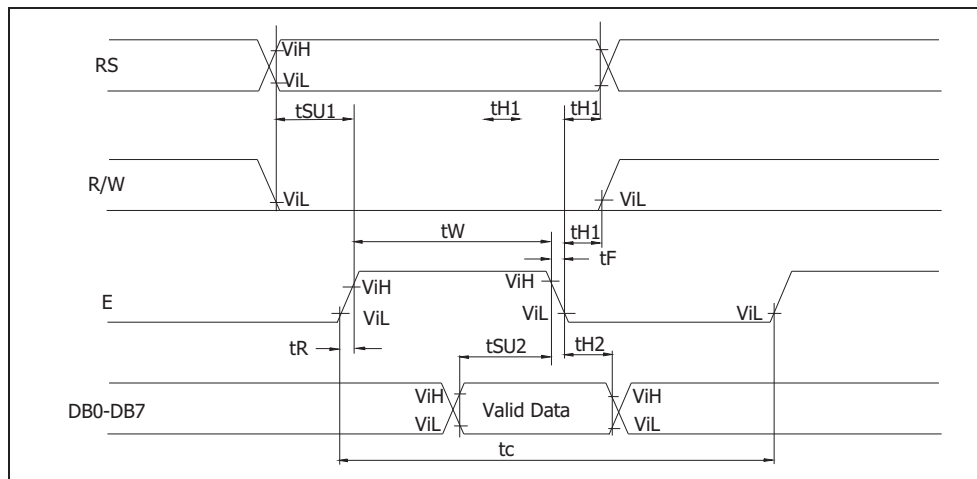 ViH
RS
ViL
tSU1 tH1 tH1
R/W
ViL ViL
tW tH1
tF
ViH ViH
E
ViL ViL ViL
tR tSU2 tH2
ViH ViH
DB0-DB7 Valid Data
ViL ViL
tc